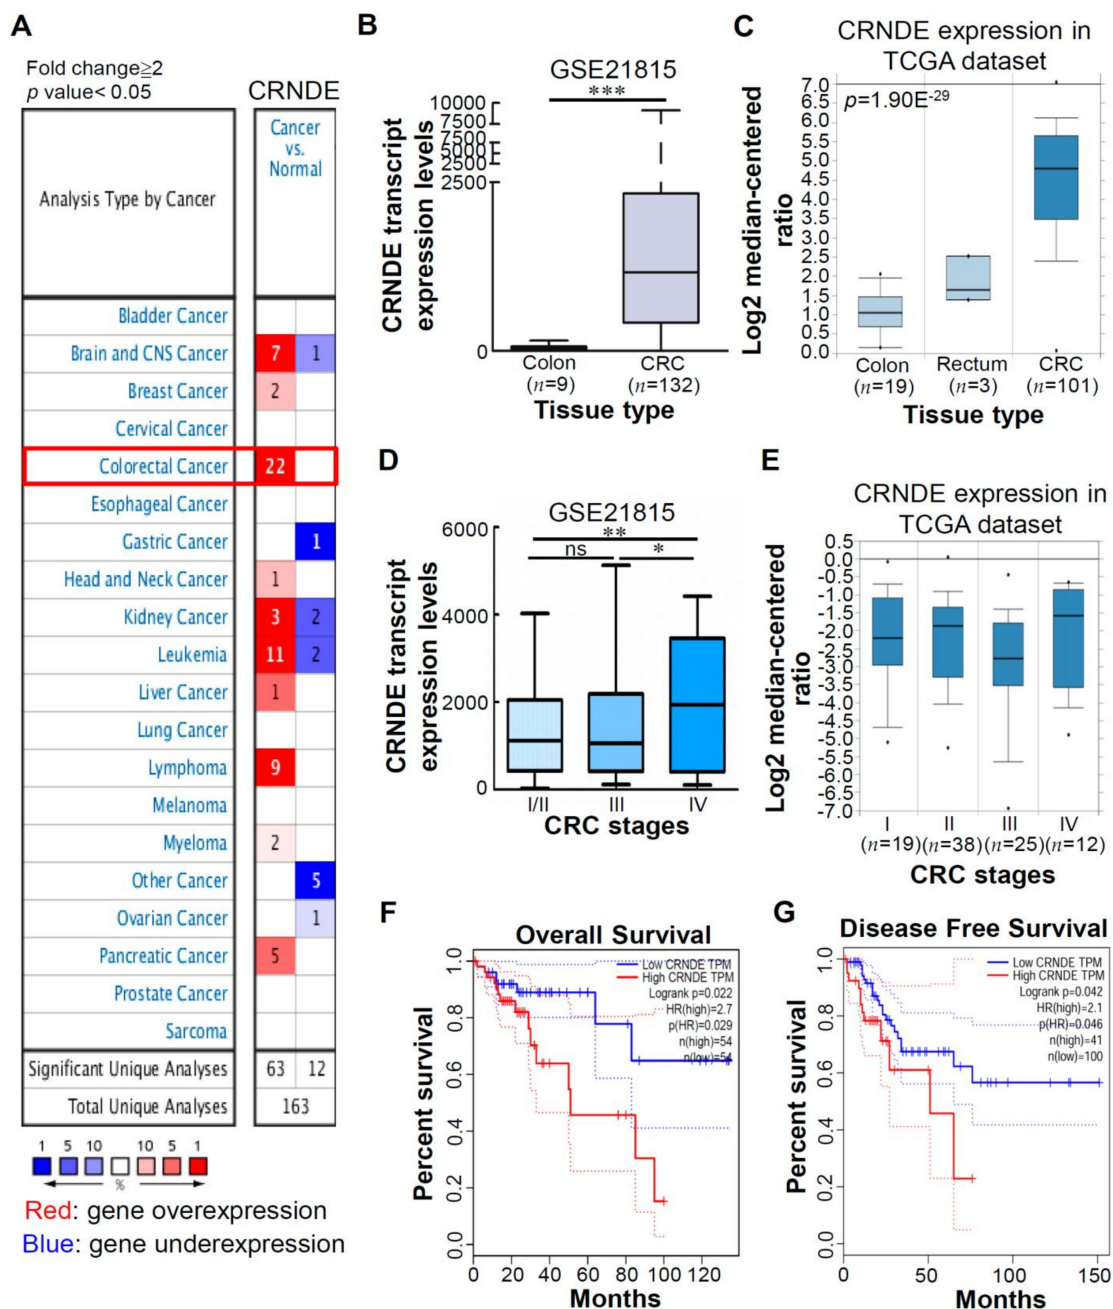 A
Fold change≧2
p value< 0.05
CRNDE
Analysis Type by Cancer
Cancer
vs.
Normal
Bladder Cancer
Brain and CNS Cancer 7 1
Breast Cancer 2
Cervical Cancer
Colorectal Cancer 22
Esophageal Cancer
Gastric Cancer 1
Head and Neck Cancer 1
Kidney Cancer 3 2
Leukemia 11 2
Liver Cancer 1
Lung Cancer
Lymphoma 9
Melanoma
Myeloma 2
Other Cancer 5
Ovarian Cancer 1
Pancreatic Cancer 5
Prostate Cancer
Sarcoma
Significant Unique Analyses 63 12
Total Unique Analyses 163
1 5 10 10 5 1
%
Red: gene overexpression
Blue: gene underexpression
B
GSE21815
***
CRNDE transcript
expression levels
10000
7500
7500
5000
5000
2500
2500
0
Colon CRC
(n=9) (n=132)
Tissue type
C
CRNDE expression in
TCGA dataset
p=1.90E-29
Log2 median-centered
ratio
7.0
6.5
6.0
5.5
5.0
4.5
4.0
3.5
3.0
2.5
2.0
1.5
1.0
0.5
0.0
Colon Rectum CRC
(n=19) (n=3) (n=101)
Tissue type
D
GSE21815
**
ns *
CRNDE transcript
expression levels
6000
4000
2000
0
I/II III IV
CRC stages
E
CRNDE expression in
TCGA dataset
Log2 median-centered
ratio
0.5
0.0
-0.5
-1.0
-1.5
-2.0
-2.5
-3.0
-3.5
-4.0
-4.5
-5.0
-5.5
-6.0
-6.5
-7.0
I II III IV
(n=19) (n=38) (n=25) (n=12)
CRC stages
F
Overall Survival
Low CRNDE TPM
High CRNDE TPM
Logrank p=0.022
HR(high)=2.7
p(HR)=0.029
n(high)=54
n(low)=54
Percent survival
1.0
0.8
0.6
0.4
0.2
0.0
0 20 40 60 80 100 120
Months
G
Disease Free Survival
Low CRNDE TPM
High CRNDE TPM
Logrank p=0.042
HR(high)=2.1
p(HR)=0.046
n(high)=41
n(low)=100
Percent survival
1.0
0.8
0.6
0.4
0.2
0.0
0 50 100 150
Months